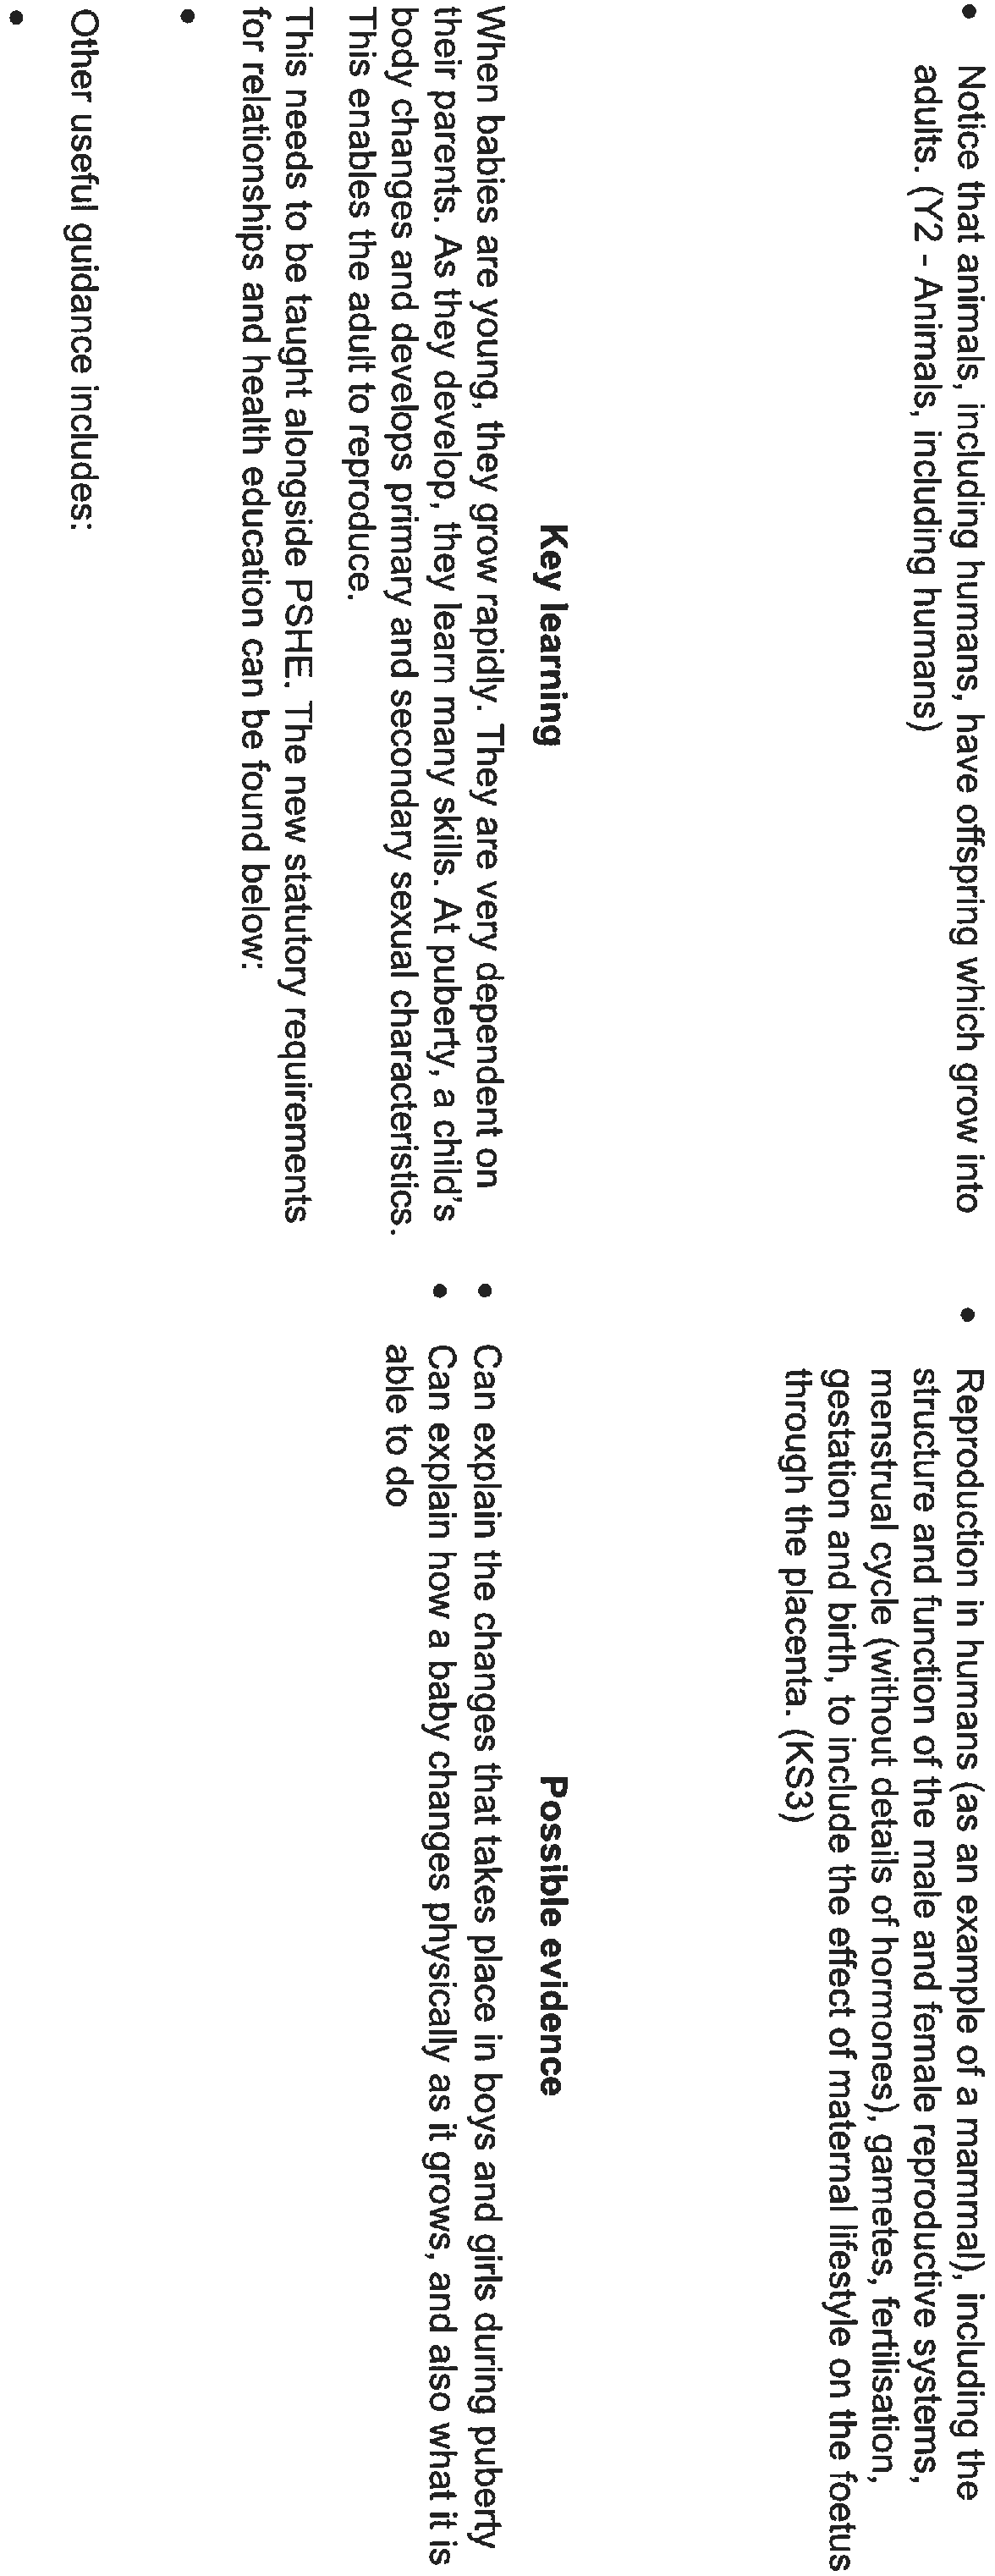 • Notice that animals, including humans, have offspring which grow into
adults. (Y2 - Animals, including humans)
• Reproduction in humans (as an example of a mammal), including the
structure and function of the male and female reproductive systems,
menstrual cycle (without details of hormones), gametes, fertilisation,
gestation and birth, to include the effect of maternal lifestyle on the foetus
through the placenta. (KS3)
Key learning
When babies are young, they grow rapidly. They are very dependent on
their parents. As they develop, they learn many skills. At puberty, a child's
body changes and develops primary and secondary sexual characteristics.
This enables the adult to reproduce.
This needs to be taught alongside PSHE. The new statutory requirements
for relationships and health education can be found below:
•
Other useful guidance includes:
•
Possible evidence
• Can explain the changes that takes place in boys and girls during puberty
• Can explain how a baby changes physically as it grows, and also what it is
able to do